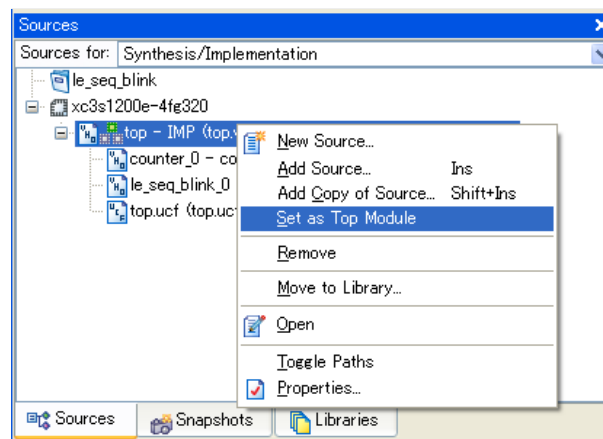 Sources
Sources for: Synthesis/Implementation
le_seq_blink
xc3s1200e-4fg320
top - IMP (top.v
counter_0 - co
le_seq_blink_0
top.ucf (top.uc
New Source...
Add Source... Ins
Add Copy of Source... Shift+Ins
Set as Top Module
Remove
Move to Library...
Open
Toggle Paths
Properties...
Sources Snapshots Libraries